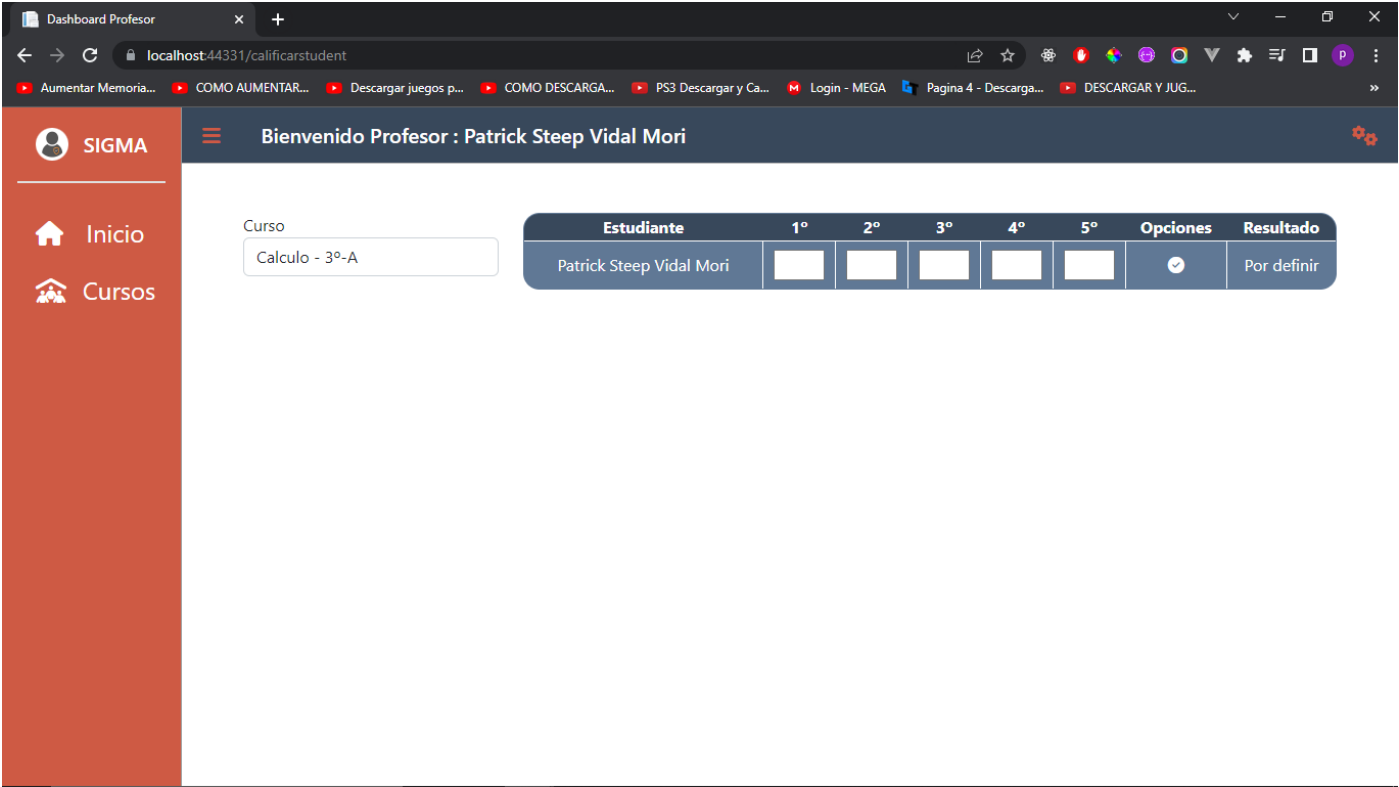 Dashboard Profesor
localhost:44331/calificarstudent
P
Aumentar Memoria... COMO AUMENTAR... Descargar juegos p... COMO DESCARGA... PS3 Descargar y Ca... M Login - MEGA Pagina 4 - Descarga... DESCARGAR Y JUG... »
SIGMA
Bienvenido Profesor : Patrick Steep Vidal Mori
Inicio
Cursos
Curso
Calculo - 3º-A
Estudiante 1º 2º 3º 4º 5º Opciones Resultado
Patrick Steep Vidal Mori Por definir